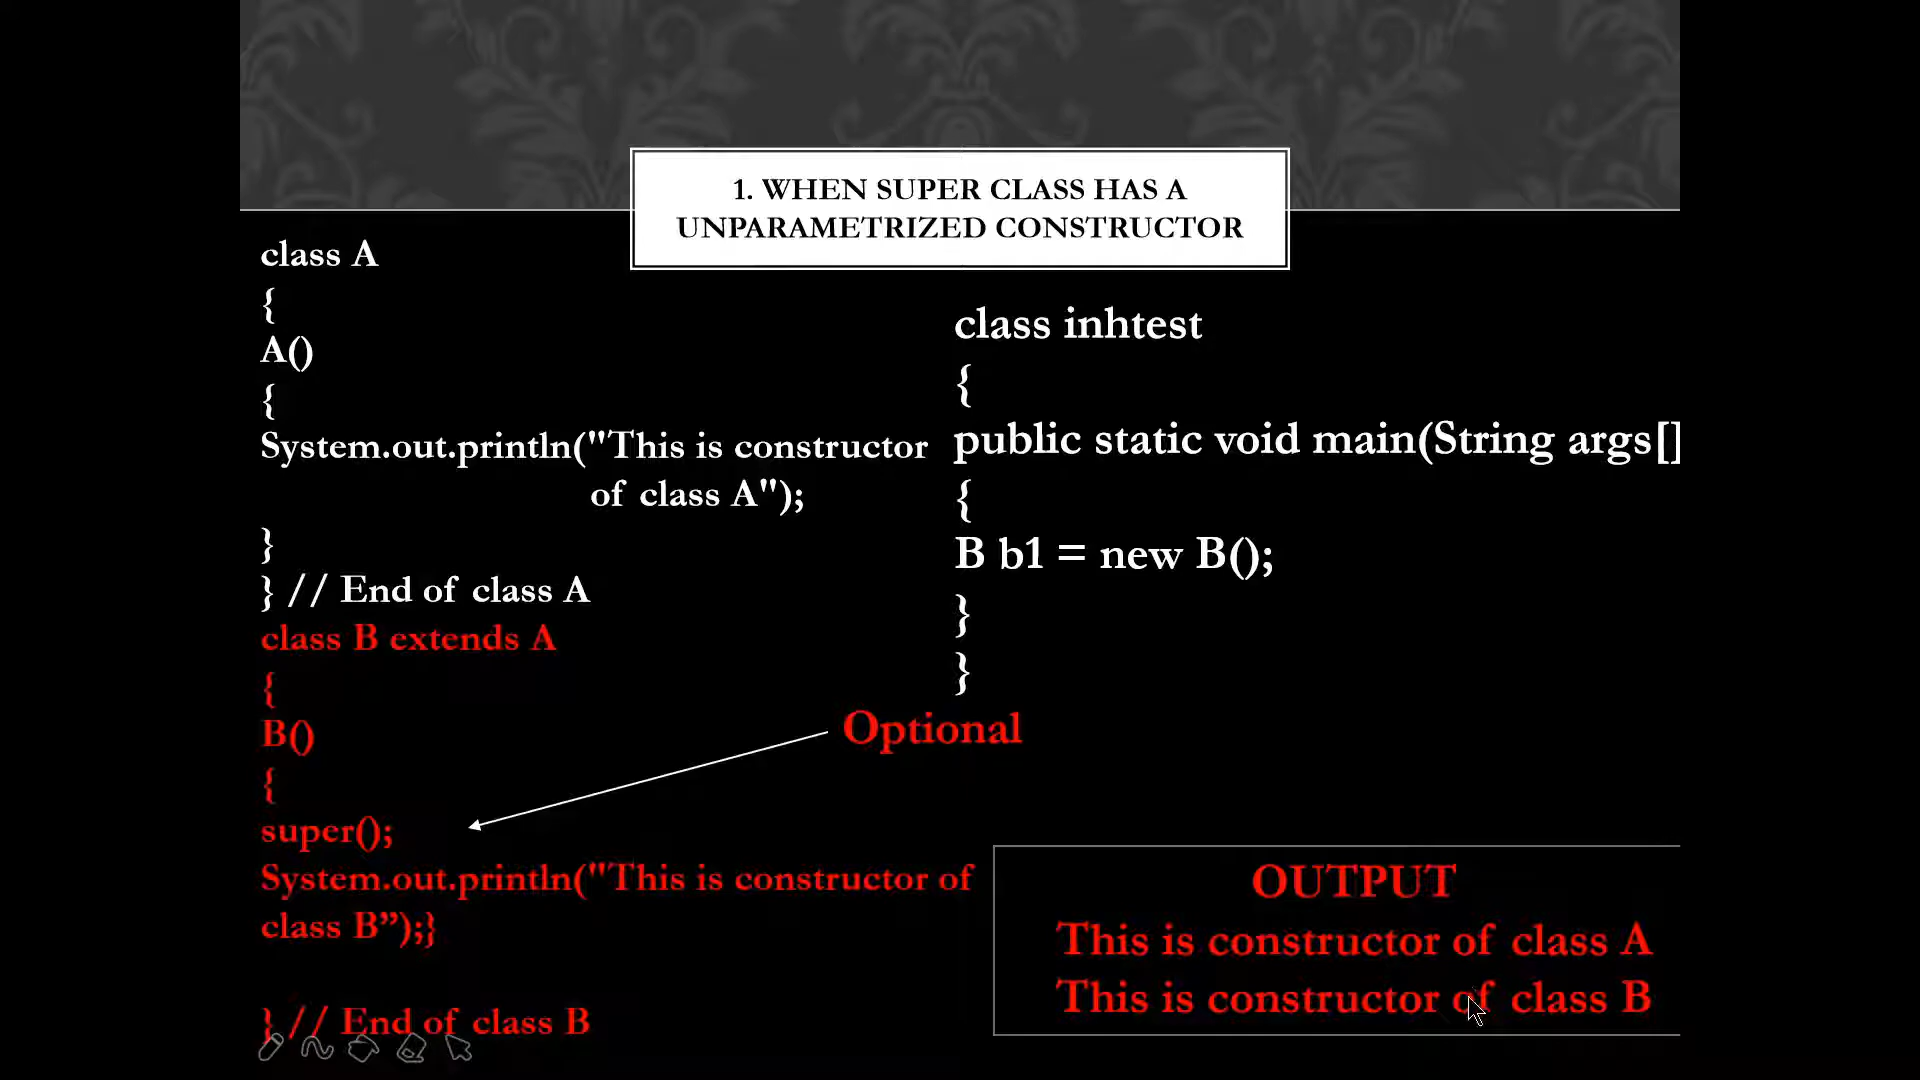 1. WHEN SUPER CLASS HAS A
UNPARAMETRIZED CONSTRUCTOR
class A
{
A()
{
System.out.println("This is constructor
of class A");
}
} // End of class A
class B extends A
{
B()
{
super();
System.out.println("This is constructor of
class B”);}
} // End of class B
class inhtest
{
public static void main(String args[]
{
B b1 = new B();
}
}
Optional
OUTPUT
This is constructor of class A
This is constructor of class B